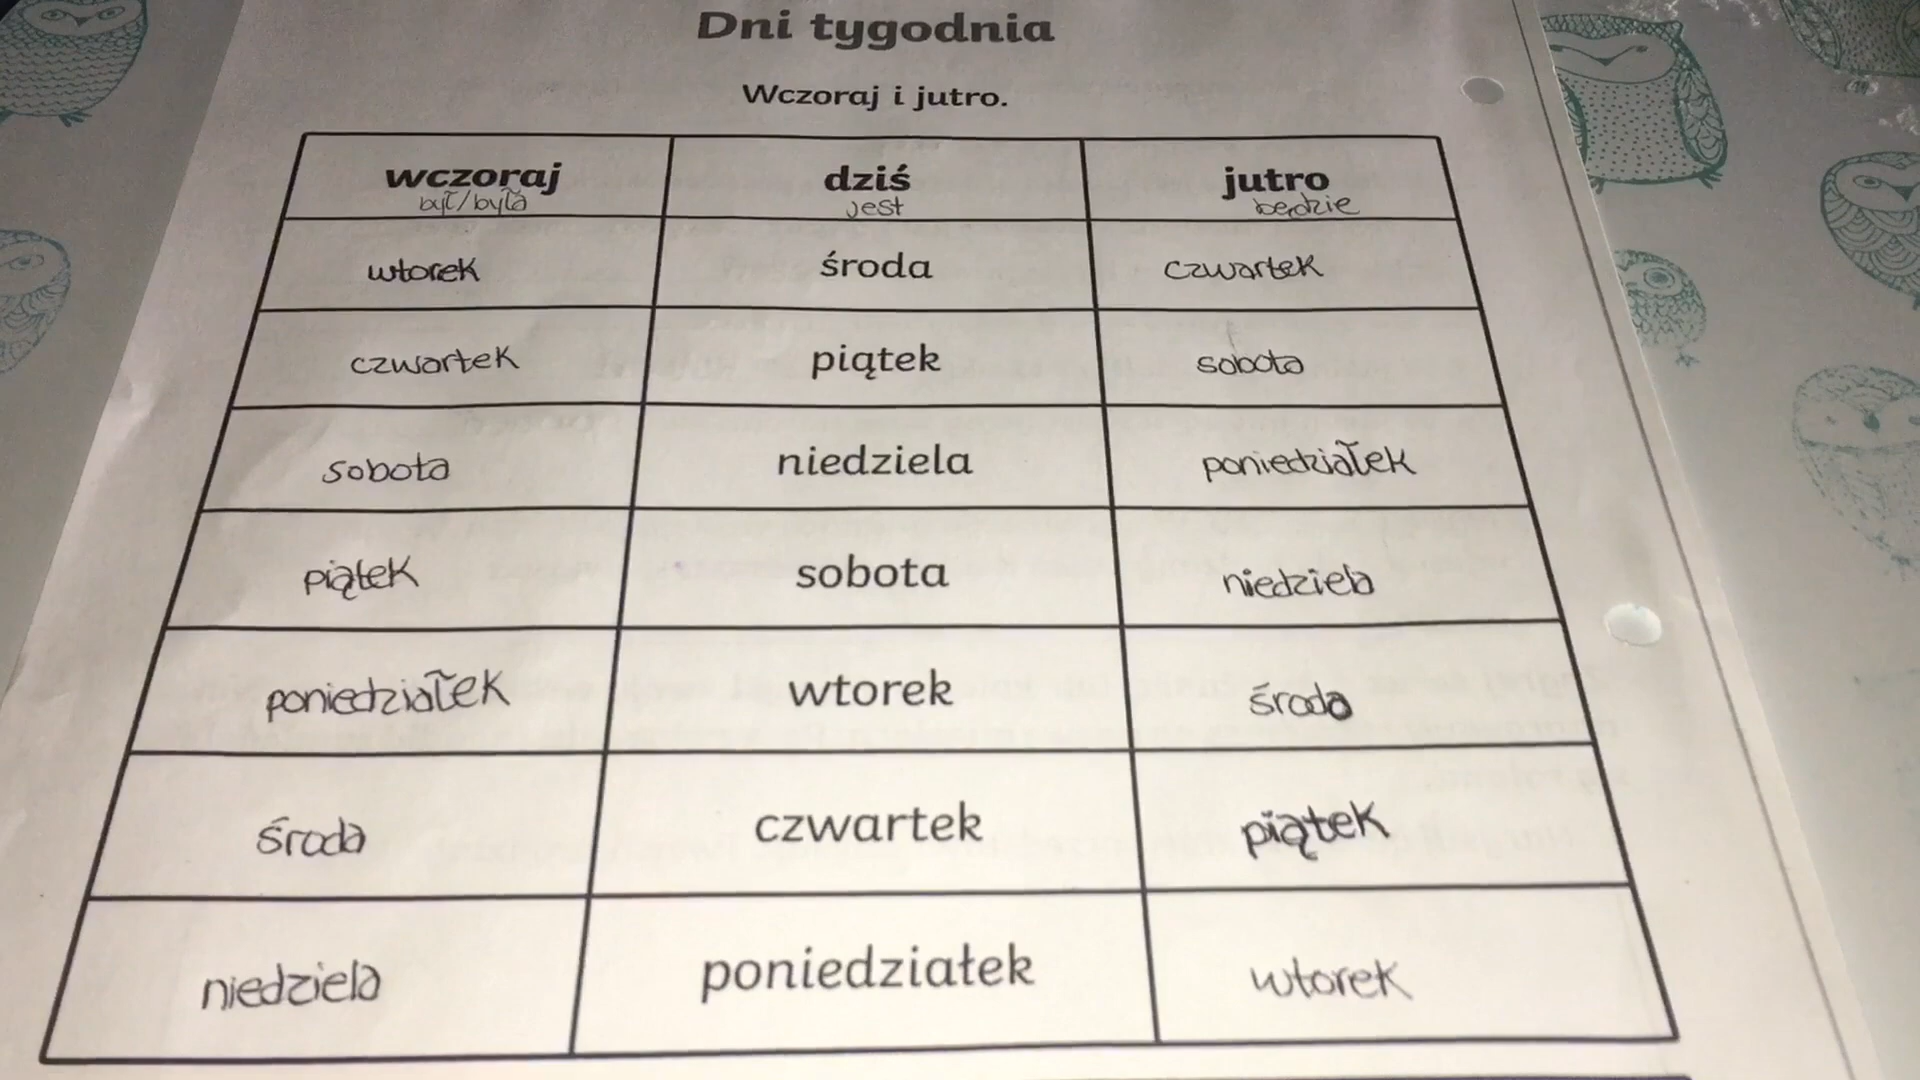 Dni tygodnia
Wczoraj i jutro.
wczoraj dziś jutro
był/była jest będzie
wtorek środa czwartek
czwartek piątek sobota
sobota niedziela poniedziałek
piątek sobota niedziela
poniedziałek wtorek środa
środa czwartek piątek
niedziela poniedziałek wtorek